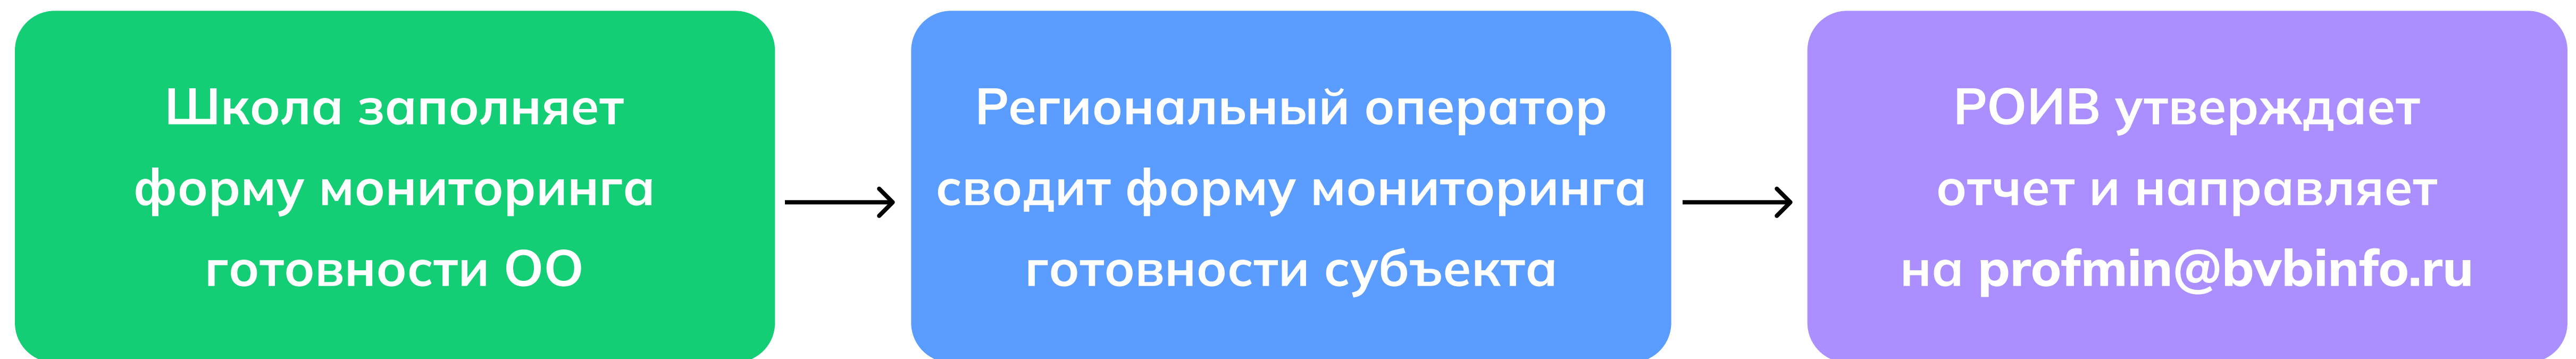 Школа заполняет
форму мониторинга
готовности ОО
Региональный оператор
сводит форму мониторинга
готовности субъекта
РОИВ утверждает
отчет и направляет
на profmin@bvbinfo.ru